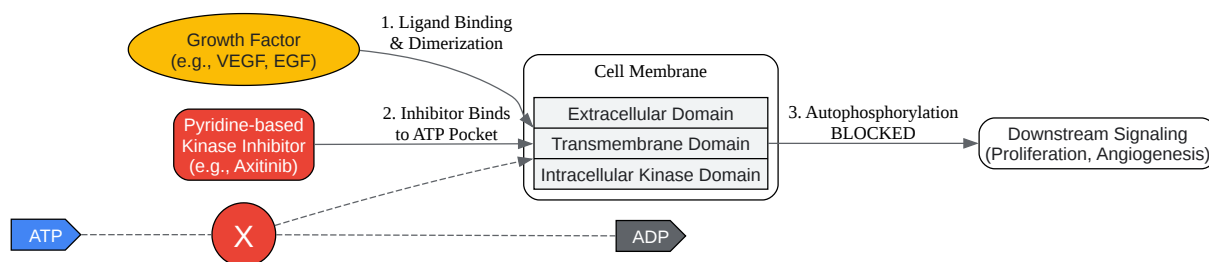 Growth Factor
(e.g., VEGF, EGF)
1. Ligand Binding
& Dimerization
Cell Membrane
Extracellular Domain
Transmembrane Domain
Intracellular Kinase Domain
Pyridine-based
Kinase Inhibitor
(e.g., Axitinib)
2. Inhibitor Binds
to ATP Pocket
3. Autophosphorylation
BLOCKED
Downstream Signaling
(Proliferation, Angiogenesis)
ATP
X
ADP